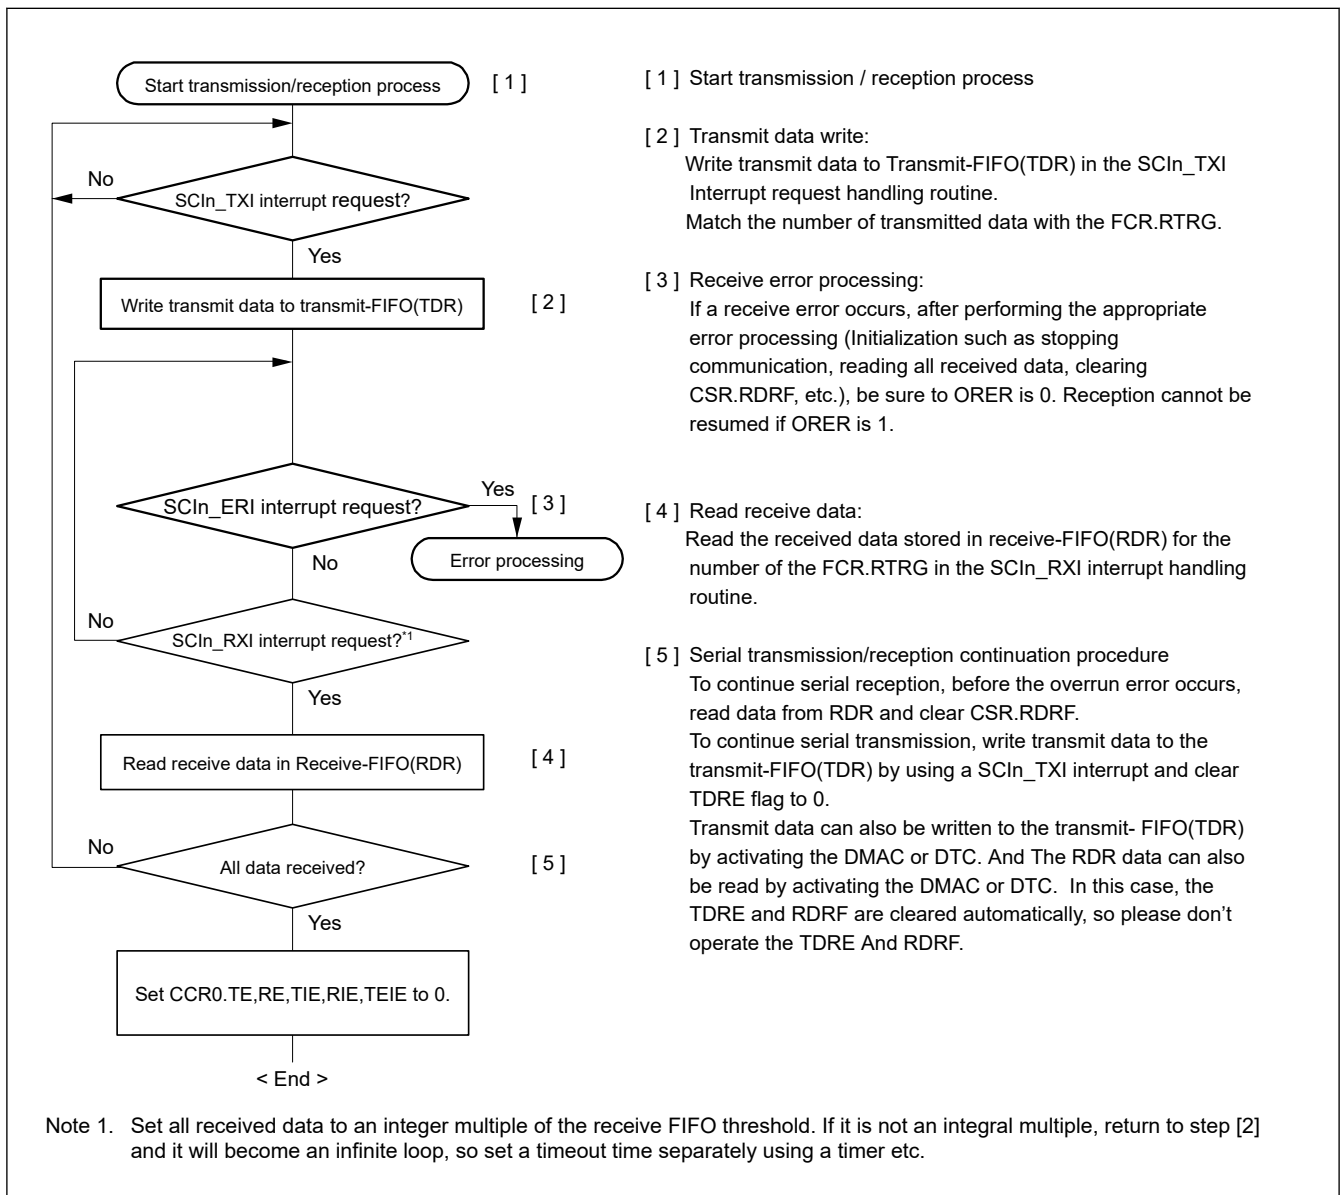 Start transmission/reception process
[ 1 ]
No
SCIn_TXI interrupt request?
Yes
Write transmit data to transmit-FIFO(TDR)
[ 2 ]
SCIn_ERI interrupt request?
Yes
[ 3 ]
Error processing
No
No
SCIn_RXI interrupt request?*1
Yes
Read receive data in Receive-FIFO(RDR)
[ 4 ]
No
All data received?
[ 5 ]
Yes
Set CCR0.TE,RE,TIE,RIE,TEIE to 0.
< End >
[ 1 ] Start transmission / reception process
[ 2 ] Transmit data write:
Write transmit data to Transmit-FIFO(TDR) in the SCIn_TXI
Interrupt request handling routine.
Match the number of transmitted data with the FCR.RTRG.
[ 3 ] Receive error processing:
If a receive error occurs, after performing the appropriate
error processing (Initialization such as stopping
communication, reading all received data, clearing
CSR.RDRF, etc.), be sure to ORER is 0. Reception cannot be
resumed if ORER is 1.
[ 4 ] Read receive data:
Read the received data stored in receive-FIFO(RDR) for the
number of the FCR.RTRG in the SCIn_RXI interrupt handling
routine.
[ 5 ] Serial transmission/reception continuation procedure
To continue serial reception, before the overrun error occurs,
read data from RDR and clear CSR.RDRF.
To continue serial transmission, write transmit data to the
transmit-FIFO(TDR) by using a SCIn_TXI interrupt and clear
TDRE flag to 0.
Transmit data can also be written to the transmit- FIFO(TDR)
by activating the DMAC or DTC. And The RDR data can also
be read by activating the DMAC or DTC. In this case, the
TDRE and RDRF are cleared automatically, so please don't
operate the TDRE And RDRF.
Note 1. Set all received data to an integer multiple of the receive FIFO threshold. If it is not an integral multiple, return to step [2]
and it will become an infinite loop, so set a timeout time separately using a timer etc.